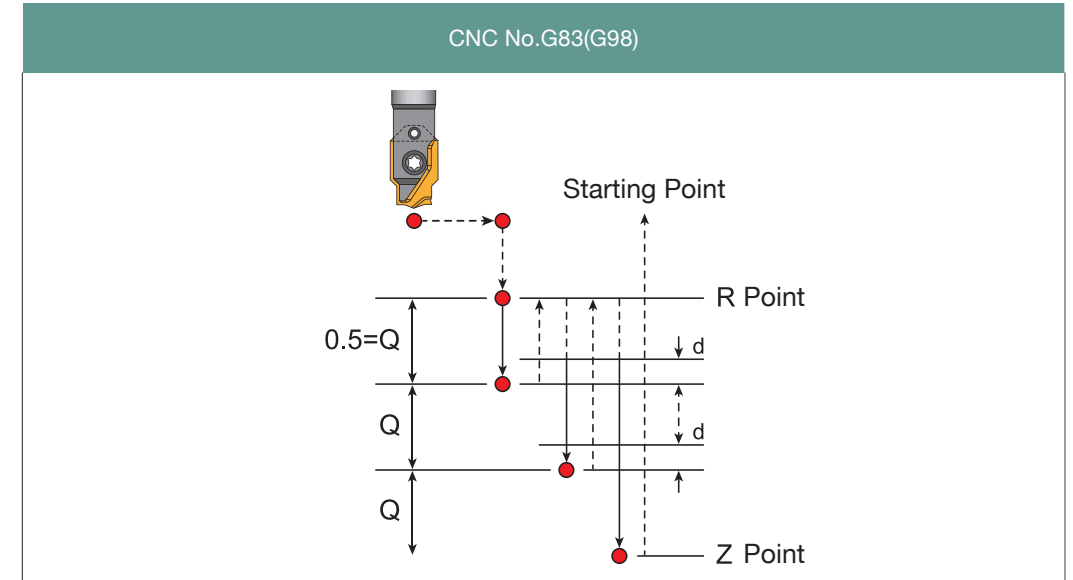 CNC No.G83(G98)
Starting Point
R Point
0.5=Q
d
Q
d
Q
Z Point